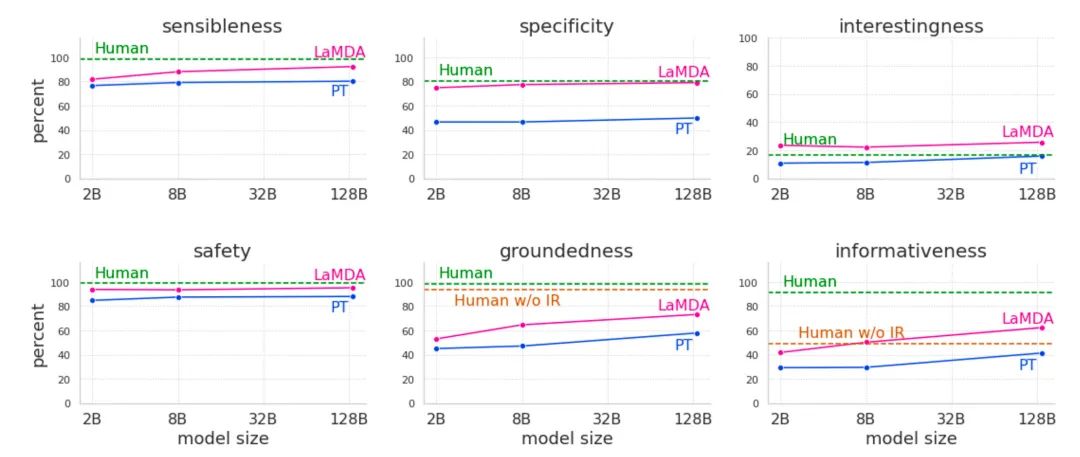 sensibleness
Human
LaMDA
PT
percent
100
80
60
40
20
0
2B 8B 32B 128B
specificity
Human
LaMDA
PT
100
80
60
40
20
0
2B 8B 32B 128B
interestingness
Human
LaMDA
PT
100
80
60
40
20
0
2B 8B 32B 128B
safety
Human
LaMDA
PT
percent
100
80
60
40
20
0
2B 8B 32B 128B
model size
groundedness
Human
Human w/o IR
LaMDA
PT
100
80
60
40
20
0
2B 8B 32B 128B
model size
informativeness
Human
LaMDA
Human w/o IR
PT
100
80
60
40
20
0
2B 8B 32B 128B
model size